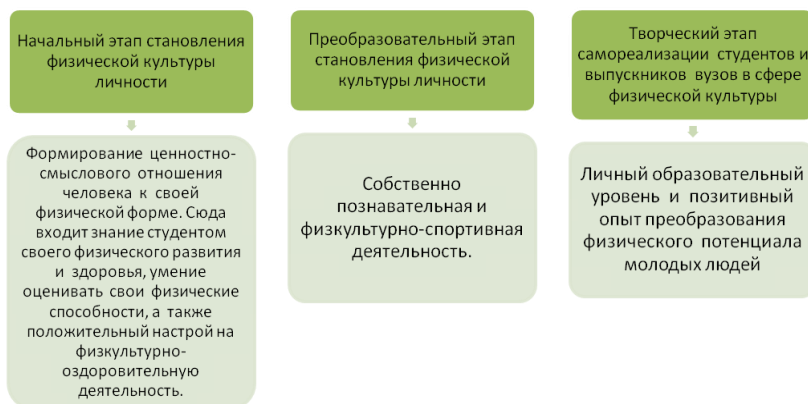 Начальный этап становления
физической культуры
личности
Формирование ценностно-
смыслового отношения
человека к своей
физической форме. Сюда
входит знание студентом
своего физического развития
и здоровья, умение
оценивать свои физические
способности, а также
положительный настрой на
физкультурно-
оздоровительную
деятельность.
Преобразовательный этап
становления физической
культуры личности
Собственно
познавательная и
физкультурно-спортивная
деятельность.
Творческий этап
самореализации студентов и
выпускников вузов в сфере
физической культуры
Личный образовательный
уровень и позитивный
опыт преобразования
физического потенциала
молодых людей